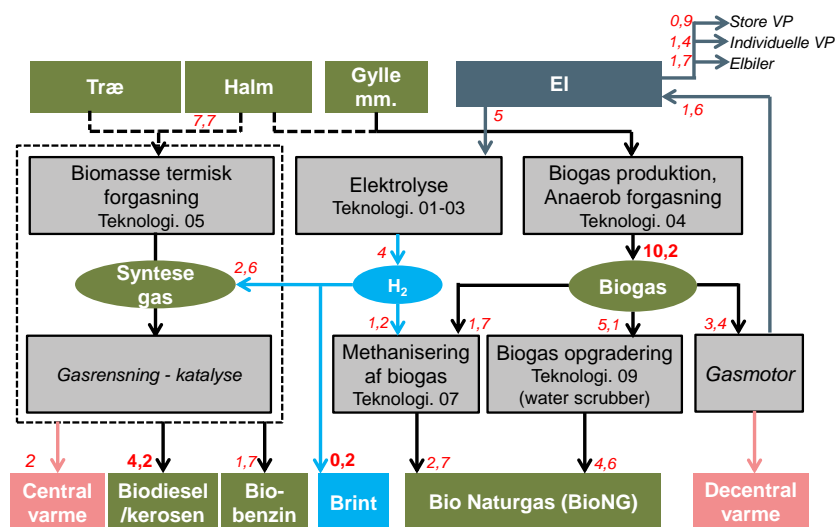 0,9
Store VP
1,4
Individuelle VP
1,7
Elbiler
Træ
Halm
Gylle
mm.
El
7,7
5
1,6
Biomasse termisk
forgasning
Teknologi. 05
Elektrolyse
Teknologi. 01-03
Biogas produktion,
Anaerob forgasning
Teknologi. 04
4
10,2
Syntese
gas
2,6
H2
Biogas
1,2
1,7
5,1
3,4
Gasrensning - katalyse
Methanisering
af biogas
Teknologi. 07
Biogas opgradering
Teknologi. 09
(water scrubber)
Gasmotor
2
4,2
1,7
0,2
2,7
4,6
Central
varme
Biodiesel
/kerosen
Bio-
benzin
Brint
Bio Naturgas (BioNG)
Decentral
varme